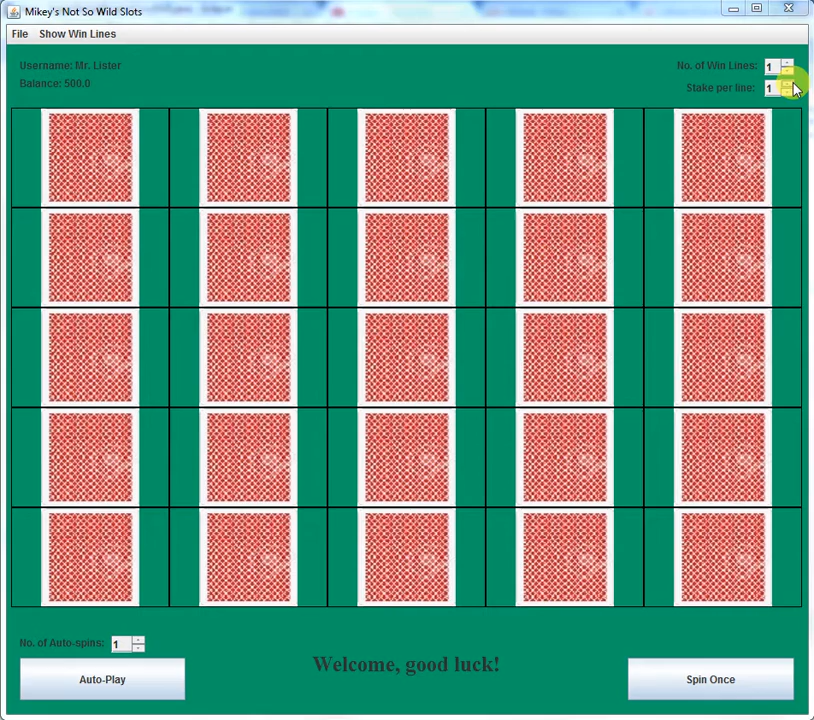 Mikey's Not So Wild Slots
File Show Win Lines
Username: Mr. Lister
No. of Win Lines: 1
Balance: 500.0
Stake per line: 1
No. of Auto-spins: 1
Welcome, good luck!
Auto-Play
Spin Once